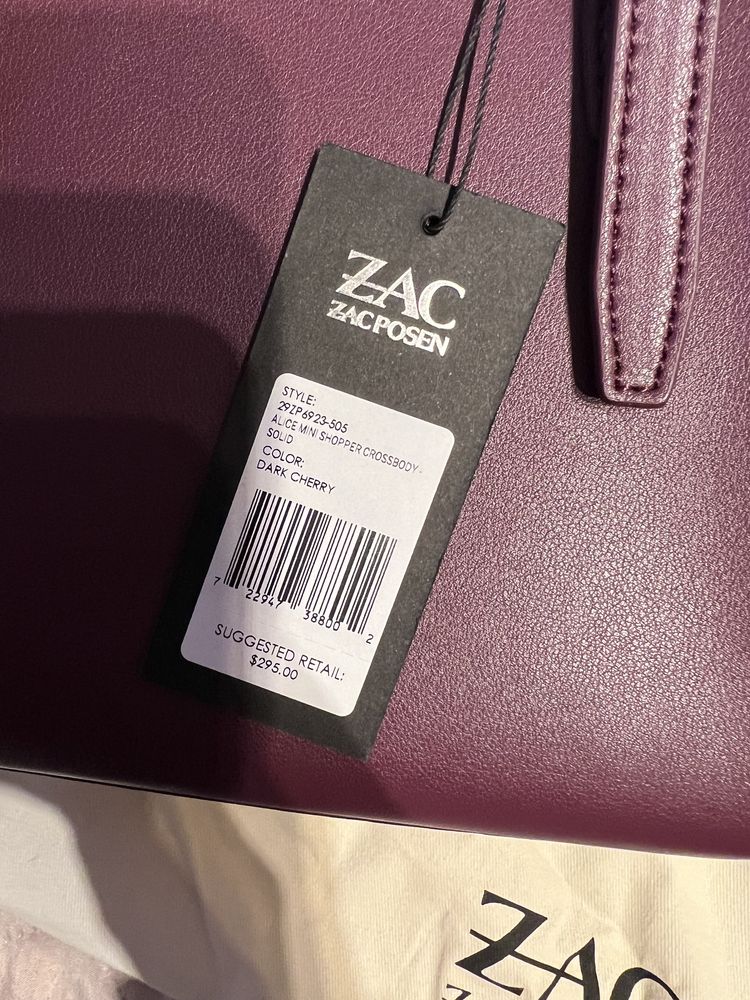 ZAC
ZAC POSEN
STYLE:
29ZP6923-505
ALICE MINI SHOPPER CROSSBODY -
SOLID
COLOR:
DARK CHERRY
7 22947 38800 2
SUGGESTED RETAIL:
$295.00
ZAC